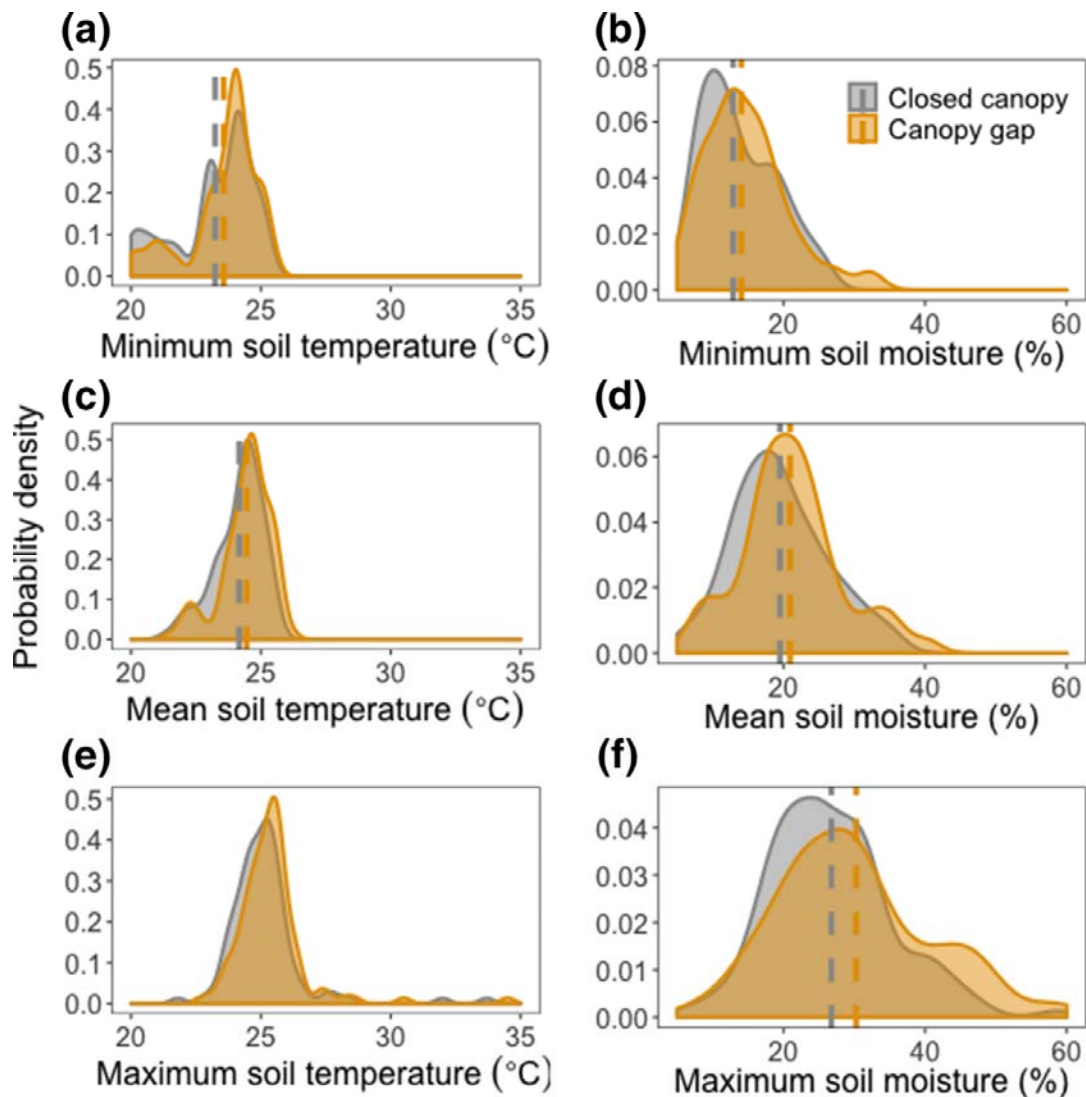 (a)
0.5
0.4
0.3
0.2
0.1
0.0
20 25 30 35
Minimum soil temperature (°C)
(b)
0.08
0.06
0.04
0.02
0.00
20 40 60
Minimum soil moisture (%)
Closed canopy
Canopy gap
Probability density
(c)
0.5
0.4
0.3
0.2
0.1
0.0
20 25 30 35
Mean soil temperature (°C)
(d)
0.06
0.04
0.02
0.00
20 40 60
Mean soil moisture (%)
(e)
0.5
0.4
0.3
0.2
0.1
0.0
20 25 30 35
Maximum soil temperature (°C)
(f)
0.04
0.03
0.02
0.01
0.00
20 40 60
Maximum soil moisture (%)